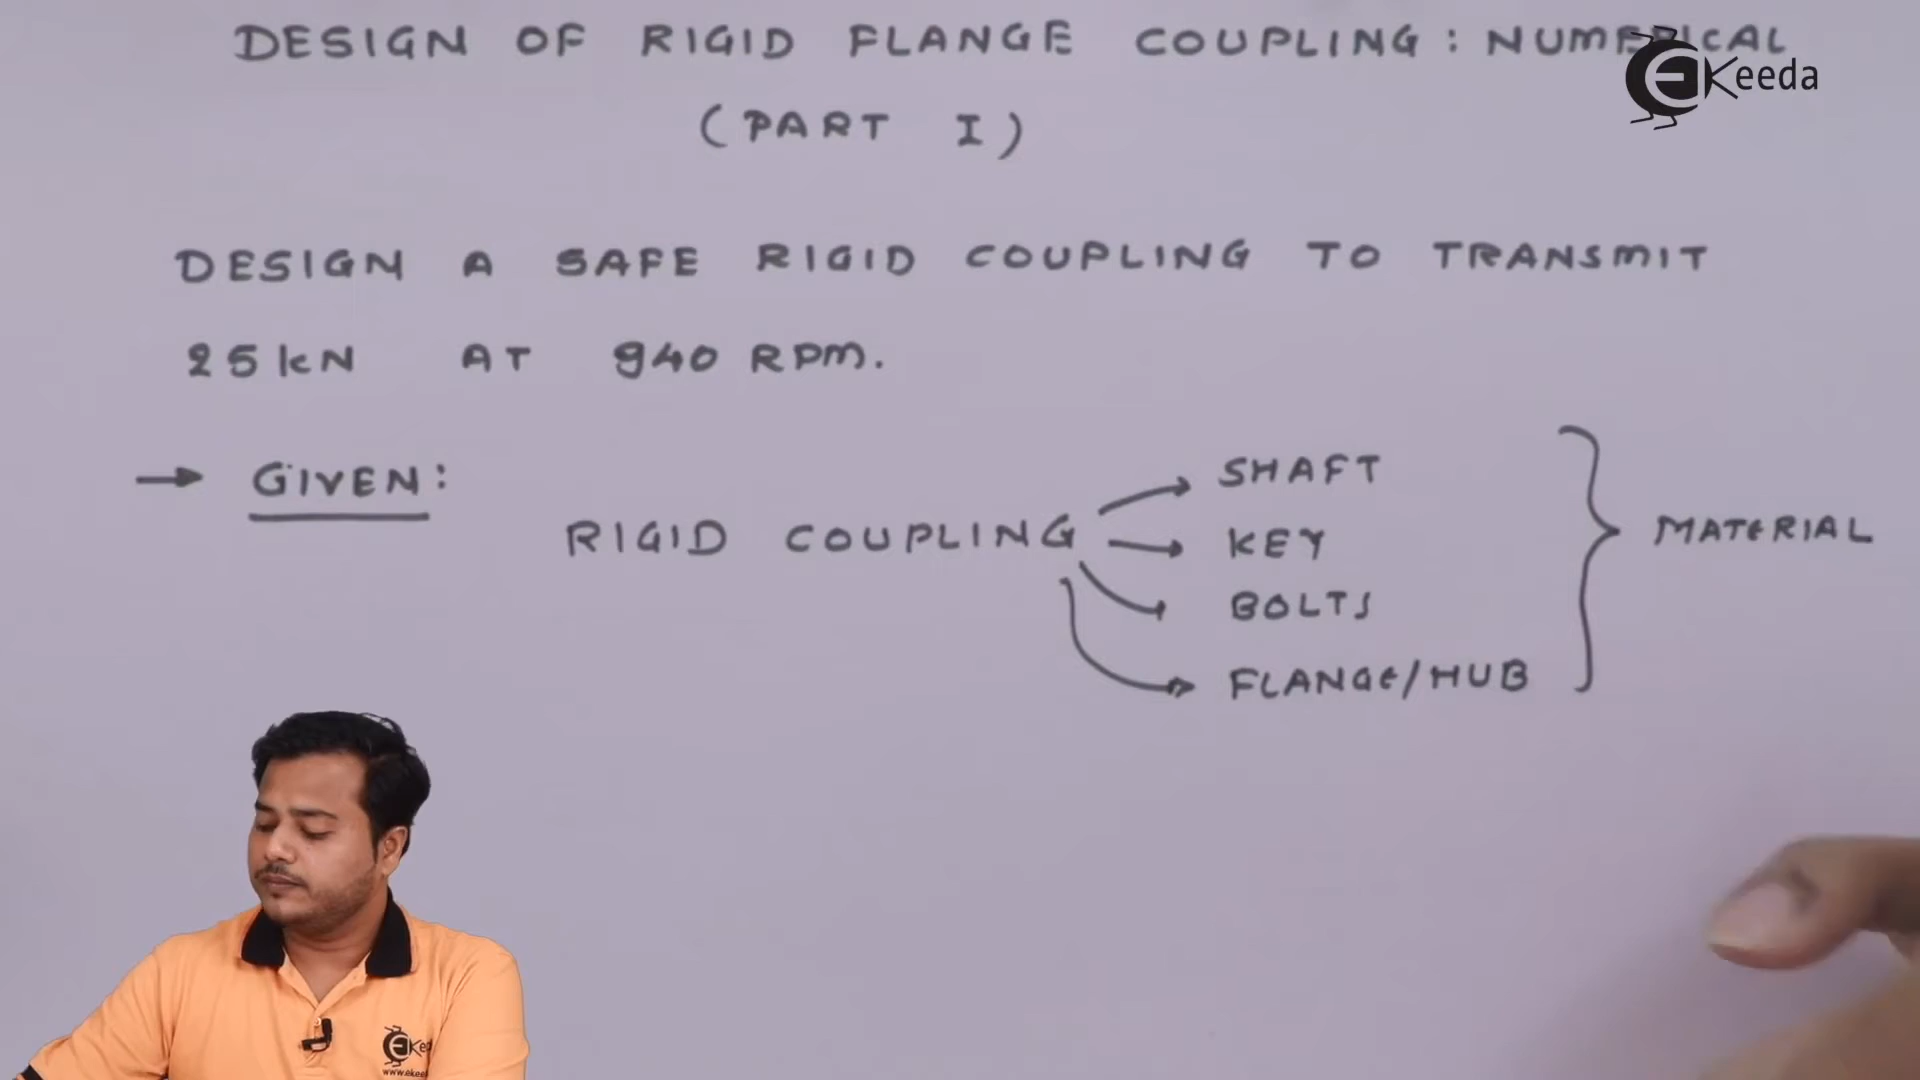 DESIGN OF RIGID FLANGE COUPLING: NUMERICAL
(PART I)
eKeeda
DESIGN A SAFE RIGID COUPLING TO TRANSMIT
25 kN AT 940 RPM.
→ GIVEN:
RIGID COUPLING
SHAFT
KEY
BOLTS
FLANGE/HUB
MATERIAL